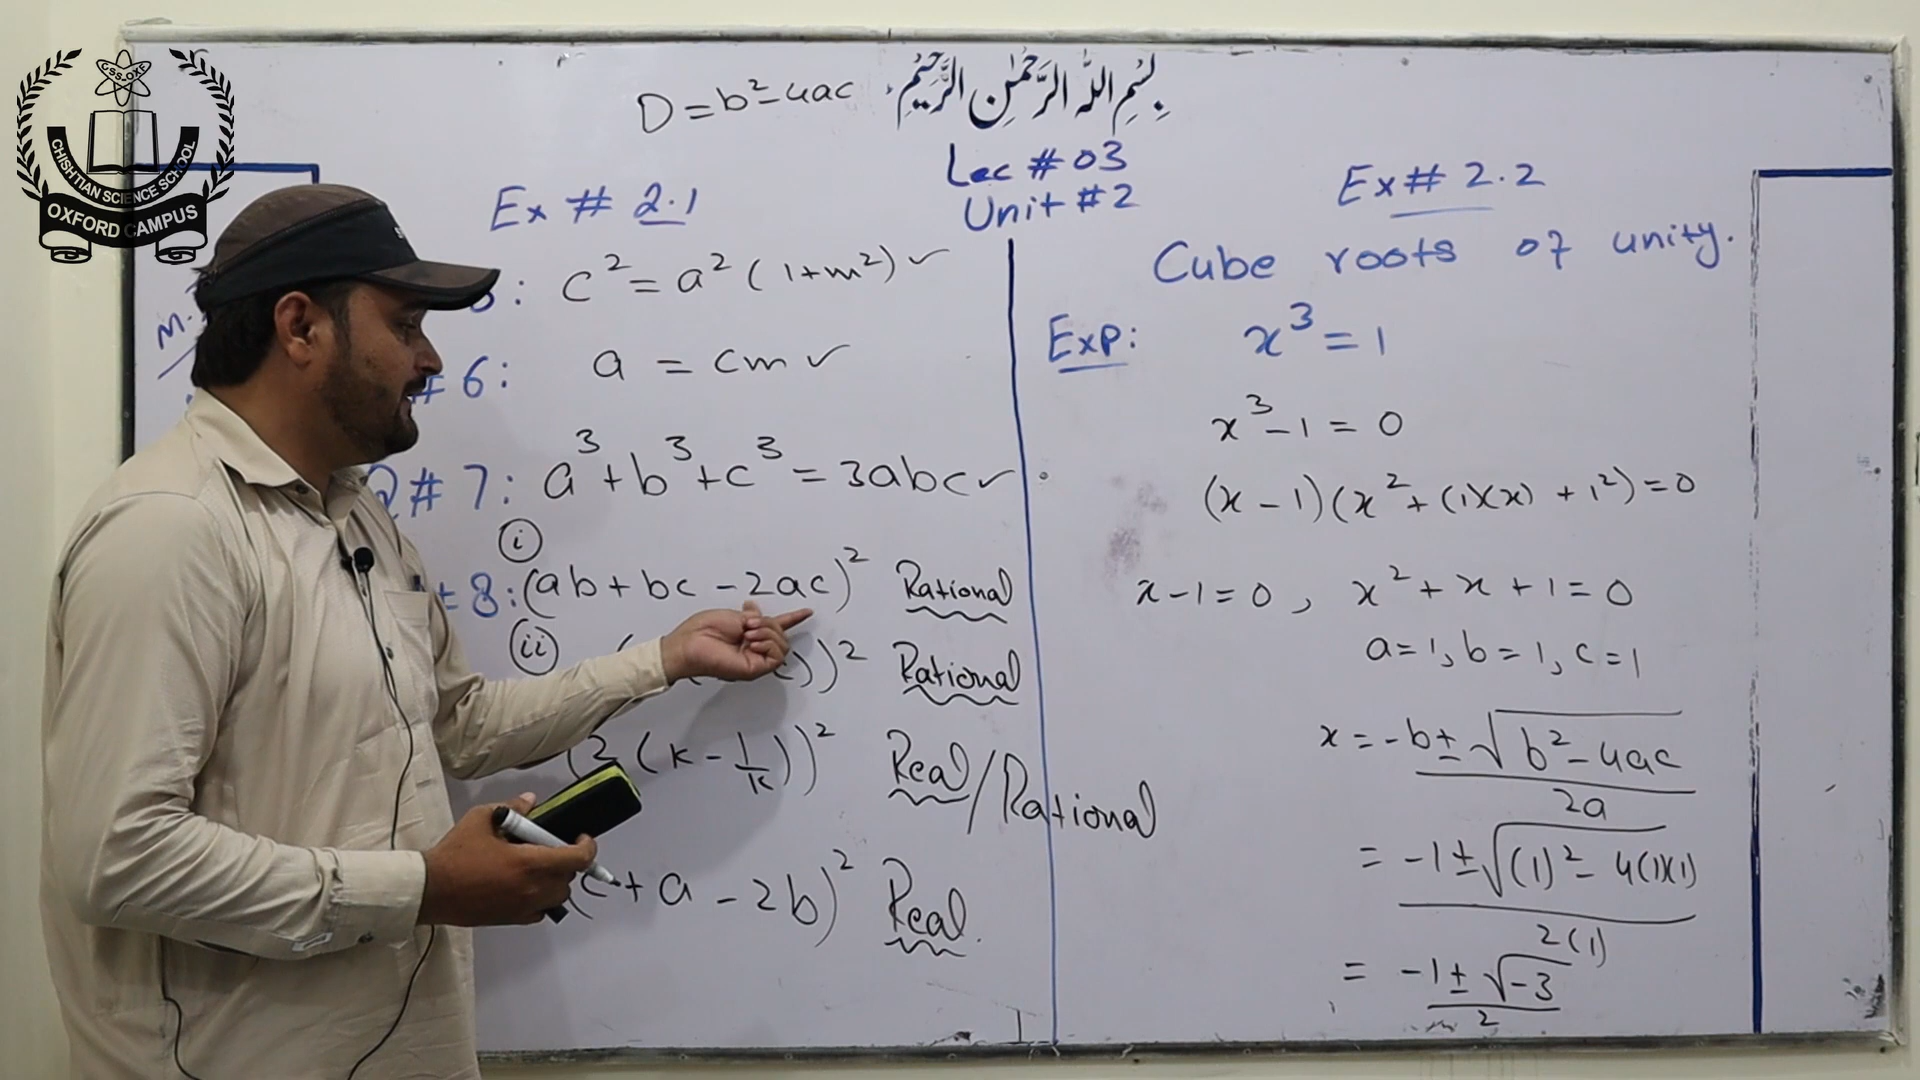 CSS-OXF
CHISHTIAN SCIENCE SCHOOL
OXFORD CAMPUS
D = b² - 4ac
بِسْمِ اللهِ الرَّحْمٰنِ الرَّحِيْمِ
Lec # 03
Unit # 2
Ex # 2.1
: c² = a² (1+m²) ✓
# 6: a = cm ✓
Q# 7: a³ + b³ + c³ = 3abc ✓
(i)
8: (ab + bc - 2ac)² Rational
(ii) ))² Rational
(2 (K - 1/K))² Real/Rational
(c + a - 2b)² Real.
Ex# 2.2
Cube roots of unity.
Exp: x³ = 1
x³ - 1 = 0
(x - 1)(x² + (1)(x) + 1²) = 0
x - 1 = 0 , x² + x + 1 = 0
a = 1, b = 1, c = 1
x = -b ± √(b² - 4ac) / 2a
= -1 ± √((1)² - 4(1)(1)) / 2(1)
= -1 ± √-3 / 2